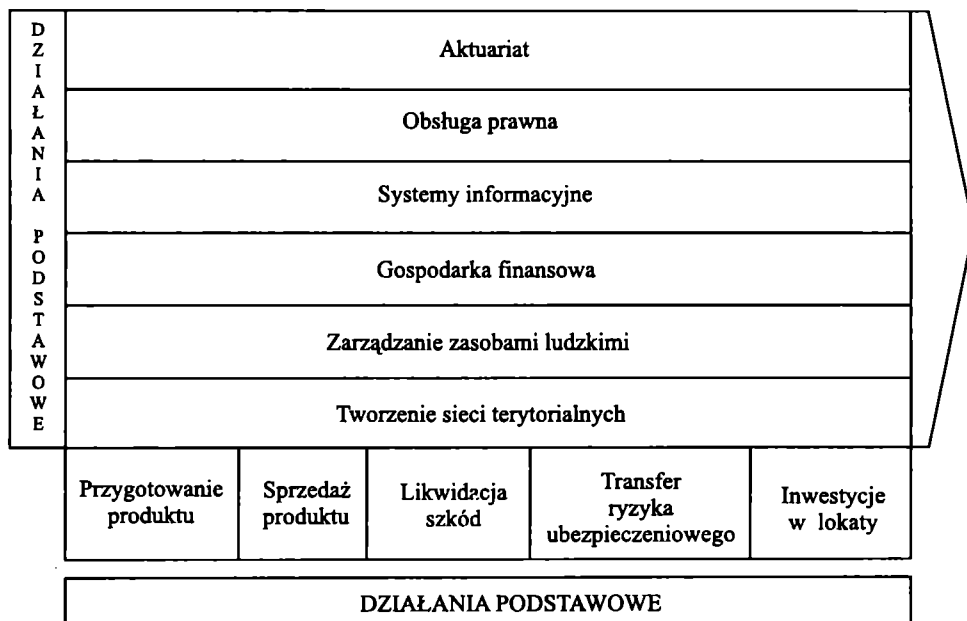 DZIAŁANIA PODSTAWOWE
Aktuariat
Obsługa prawna
Systemy informacyjne
Gospodarka finansowa
Zarządzanie zasobami ludzkimi
Tworzenie sieci terytorialnych
Przygotowanie
produktu
Sprzedaż
produktu
Likwidacja
szkód
Transfer
ryzyka
ubezpieczeniowego
Inwestycje
w lokaty
DZIAŁANIA PODSTAWOWE